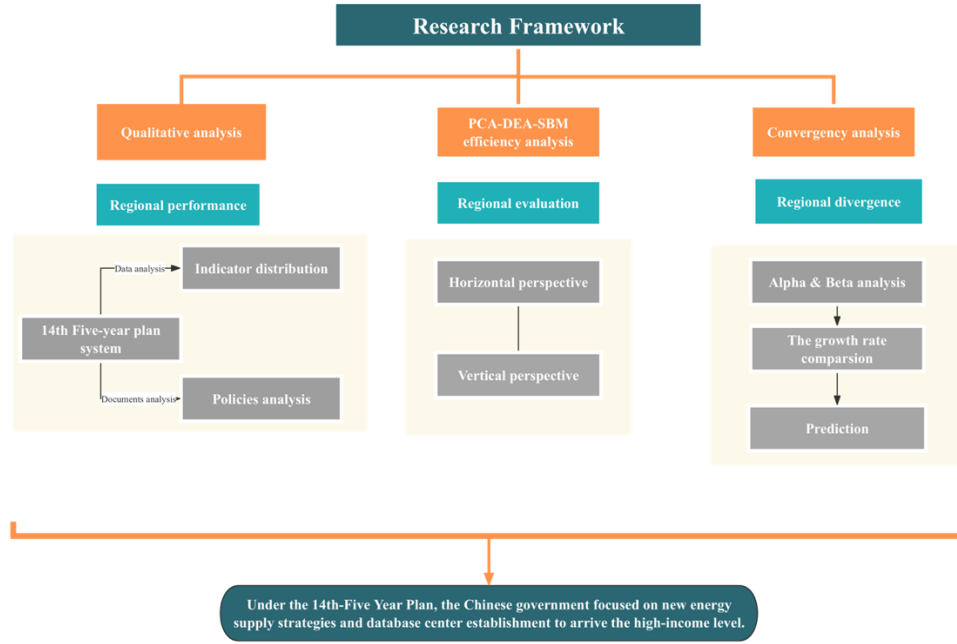 Research Framework
Qualitative analysis
PCA-DEA-SBM
efficiency analysis
Convergency analysis
Regional performance
Regional evaluation
Regional divergence
Data analysis
Indicator distribution
14th Five-year plan
system
Documents analysis
Policies analysis
Horizontal perspective
Vertical perspective
Alpha & Beta analysis
The growth rate
comparsion
Prediction
Under the 14th-Five Year Plan, the Chinese government focused on new energy
supply strategies and database center establishment to arrive the high-income level.